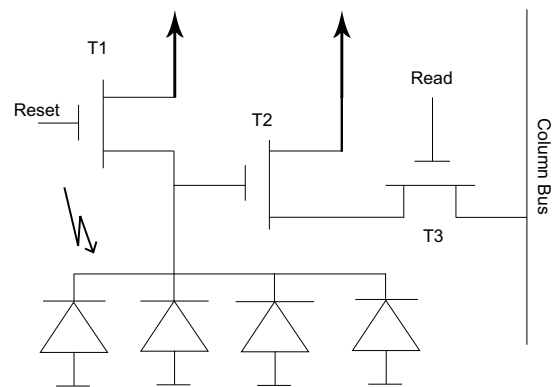 T1
Read
Reset
T2
Column Bus
T3